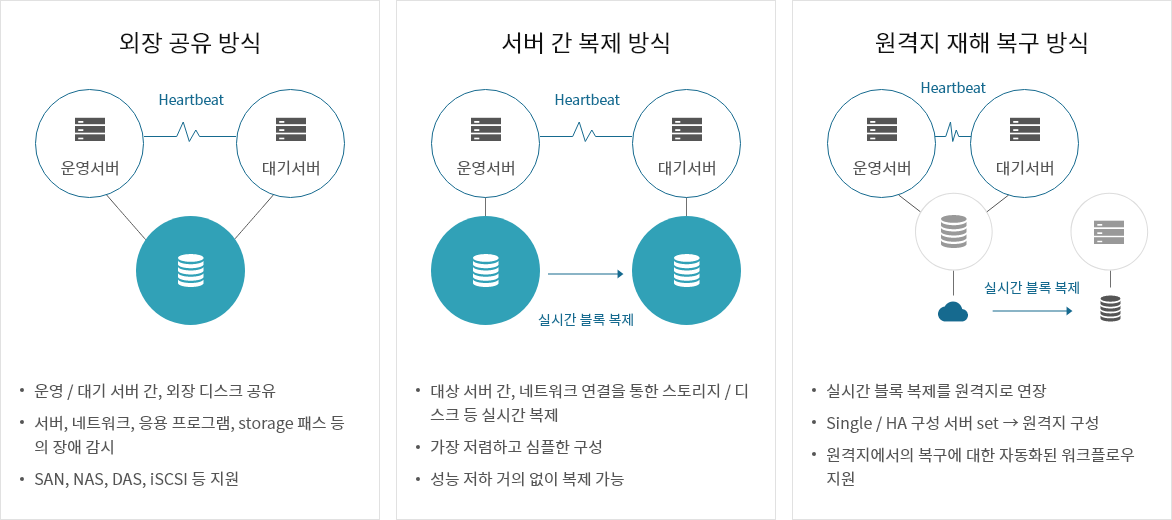 외장 공유 방식
Heartbeat
운영서버
대기서버
• 운영 / 대기 서버 간, 외장 디스크 공유
• 서버, 네트워크, 응용 프로그램, storage 패스 등
의 장애 감시
• SAN, NAS, DAS, iSCSI 등 지원
서버 간 복제 방식
Heartbeat
운영서버
대기서버
실시간 블록 복제
• 대상 서버 간, 네트워크 연결을 통한 스토리지 / 디
스크 등 실시간 복제
• 가장 저렴하고 심플한 구성
• 성능 저하 거의 없이 복제 가능
원격지 재해 복구 방식
Heartbeat
운영서버
대기서버
실시간 블록 복제
• 실시간 블록 복제를 원격지로 연장
• Single / HA 구성 서버 set → 원격지 구성
• 원격지에서의 복구에 대한 자동화된 워크플로우
지원